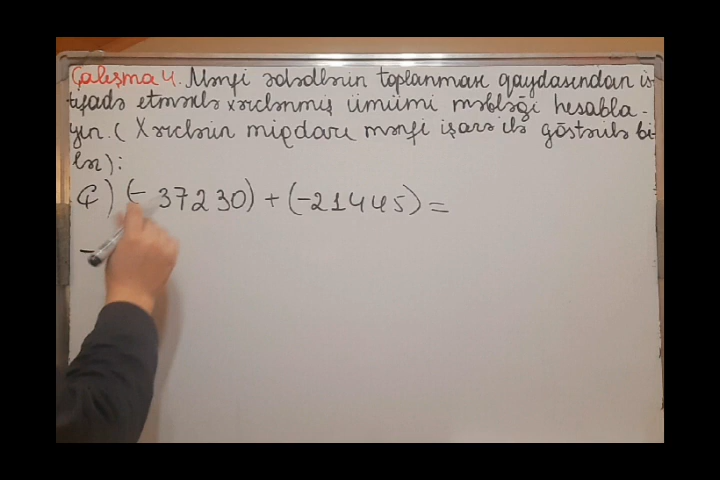 Çalışma 4. Mənfi ədədlərin toplanması qaydasından is-
tifadə etməklə xərclənmiş ümumi məbləği hesabla-
yın. (Xərclərin miqdarı mənfi işarə ilə göstərilə bi-
lər):
Ç) (- 37230) + (-21445) =
-